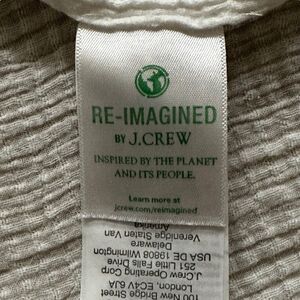 RE-IMAGINED
BY J.CREW
INSPIRED BY THE PLANET
AND ITS PEOPLE.
Learn more at
jcrew.com/reimagined
100 New Bridge Street
London, EC4V 6JA
J.Crew Operating Corp
251 Little Falls Drive
USA DE 19808 Wilmington
Delaware
Verenigde Staten Van
Amerika